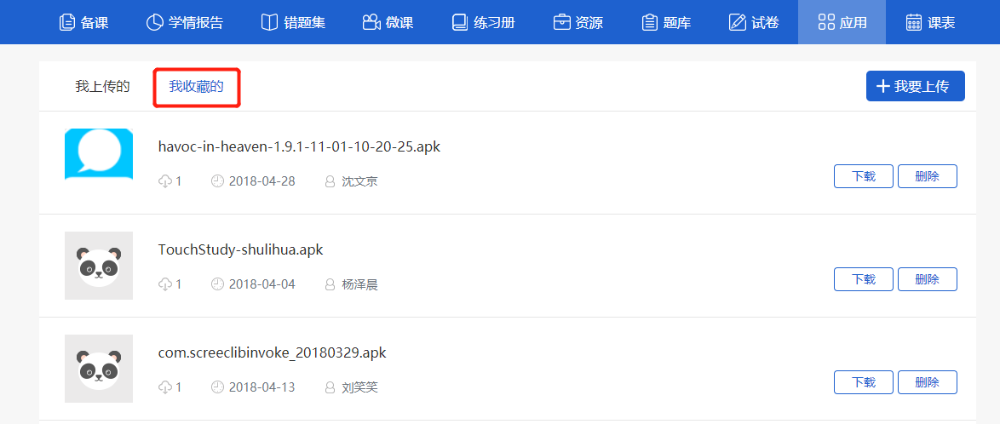 备课 学情报告 错题集 微课 练习册 资源 题库 试卷 应用 课表
我上传的 我收藏的 我要上传
havoc-in-heaven-1.9.1-11-01-10-20-25.apk
1 2018-04-28 沈文京 下载 删除
TouchStudy-shulihua.apk
1 2018-04-04 杨泽晨 下载 删除
com.screeclibinvoke_20180329.apk
1 2018-04-13 刘笑笑 下载 删除